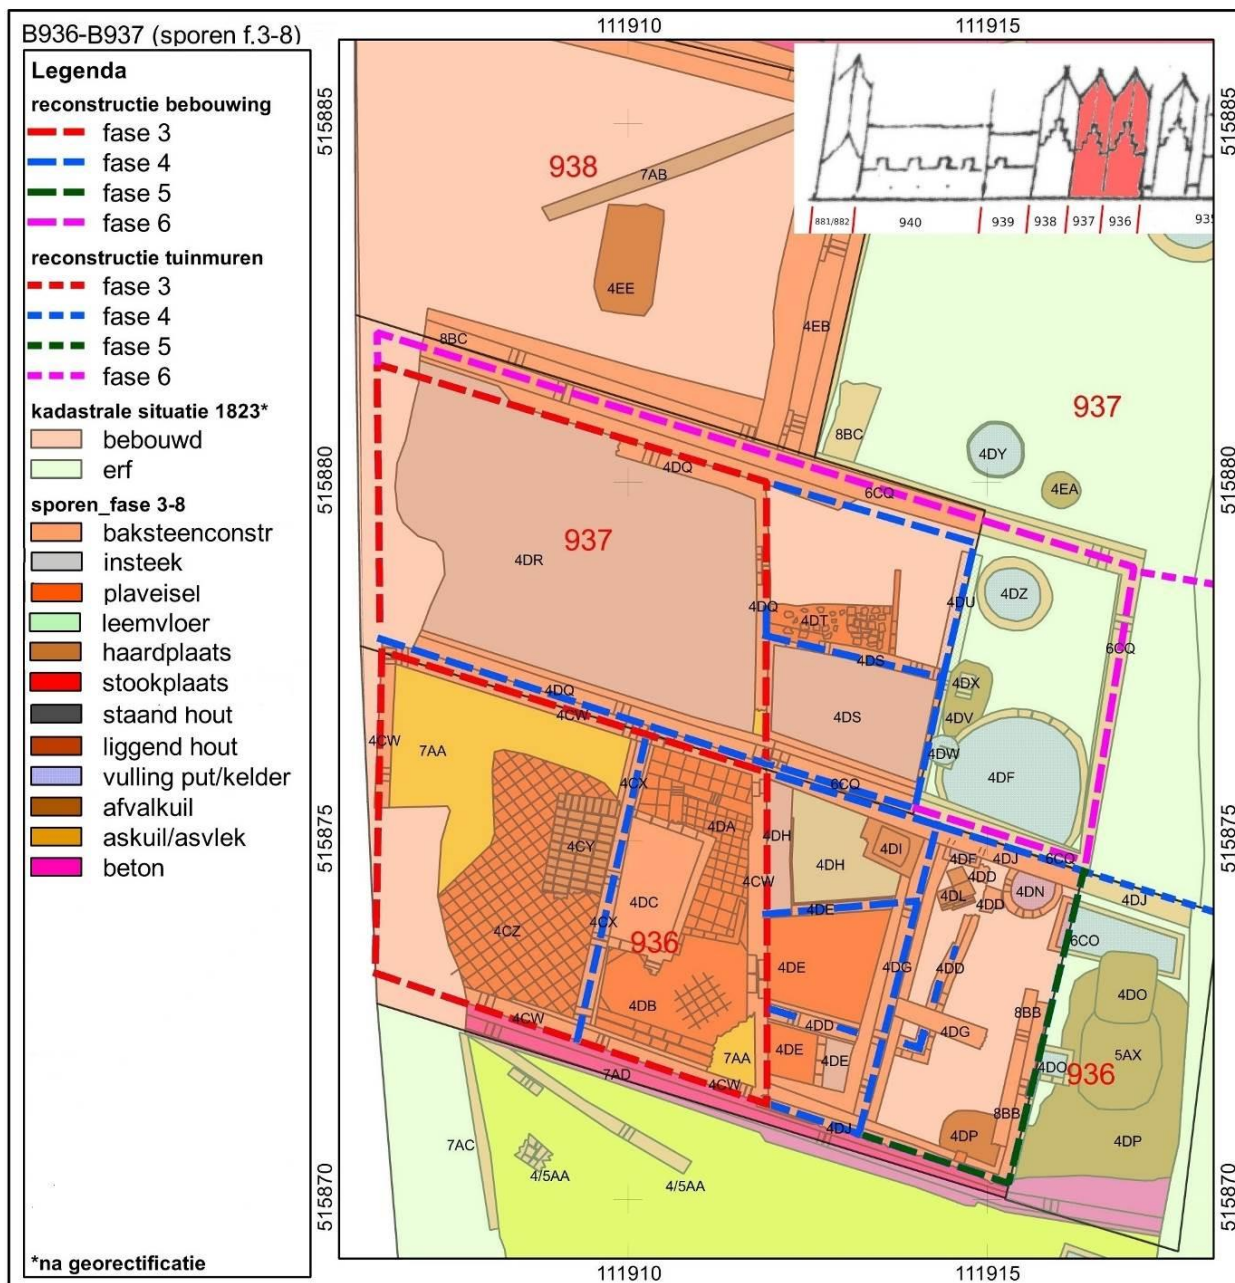 B936-B937 (sporen f.3-8)
Legenda
reconstructie bebouwing
fase 3
fase 4
fase 5
fase 6
reconstructie tuinmuren
fase 3
fase 4
fase 5
fase 6
kadastrale situatie 1823*
bebouwd
erf
sporen_fase 3-8
baksteenconstr
insteek
plaveisel
leemvloer
haardplaats
stookplaats
staand hout
liggend hout
vulling put/kelder
afvalkuil
askuil/asvlek
beton
*na georectificatie
111910
111915
515885
515885
881/882
940
939
938
937
936
938
7AB
4EE
4EB
8BC
937
8BC
4DY
4EA
515880
515880
4DQ
6CQ
937
4DR
4DZ
4DQ
4DU
4DT
4DS
6CQ
4DX
4DQ
4CW
4DS
4DV
4CW
7AA
4DW
4DF
4CX
6CQ
515875
515875
4DA
4CY
4DH
4DH
4DI
4DF
4DJ
6CQ
4DD
4CW
4DN
4DL
4DD
4DJ
4DC
4DE
4CX
4CZ
936
6CO
4DE
4DG
4DD
4DO
4DB
4CW
4DD
4DG
8BB
7AA
4DE
4DE
5AX
4DO
936
7AD
4CW
8BB
4DJ
4DP
4DP
7AC
4/5AA
4/5AA
515870
515870
111910
111915